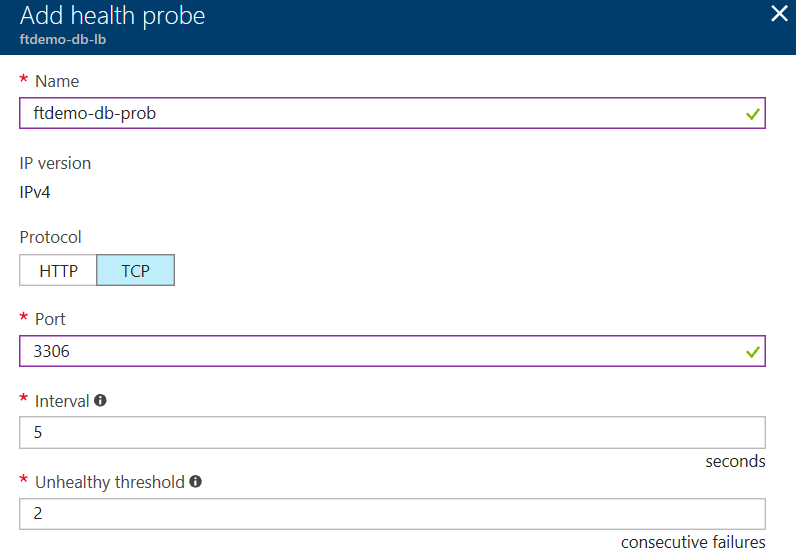 Add health probe
ftdemo-db-lb
* Name
ftdemo-db-prob
IP version
IPv4
Protocol
HTTP TCP
* Port
3306
* Interval
5
seconds
* Unhealthy threshold
2
consecutive failures